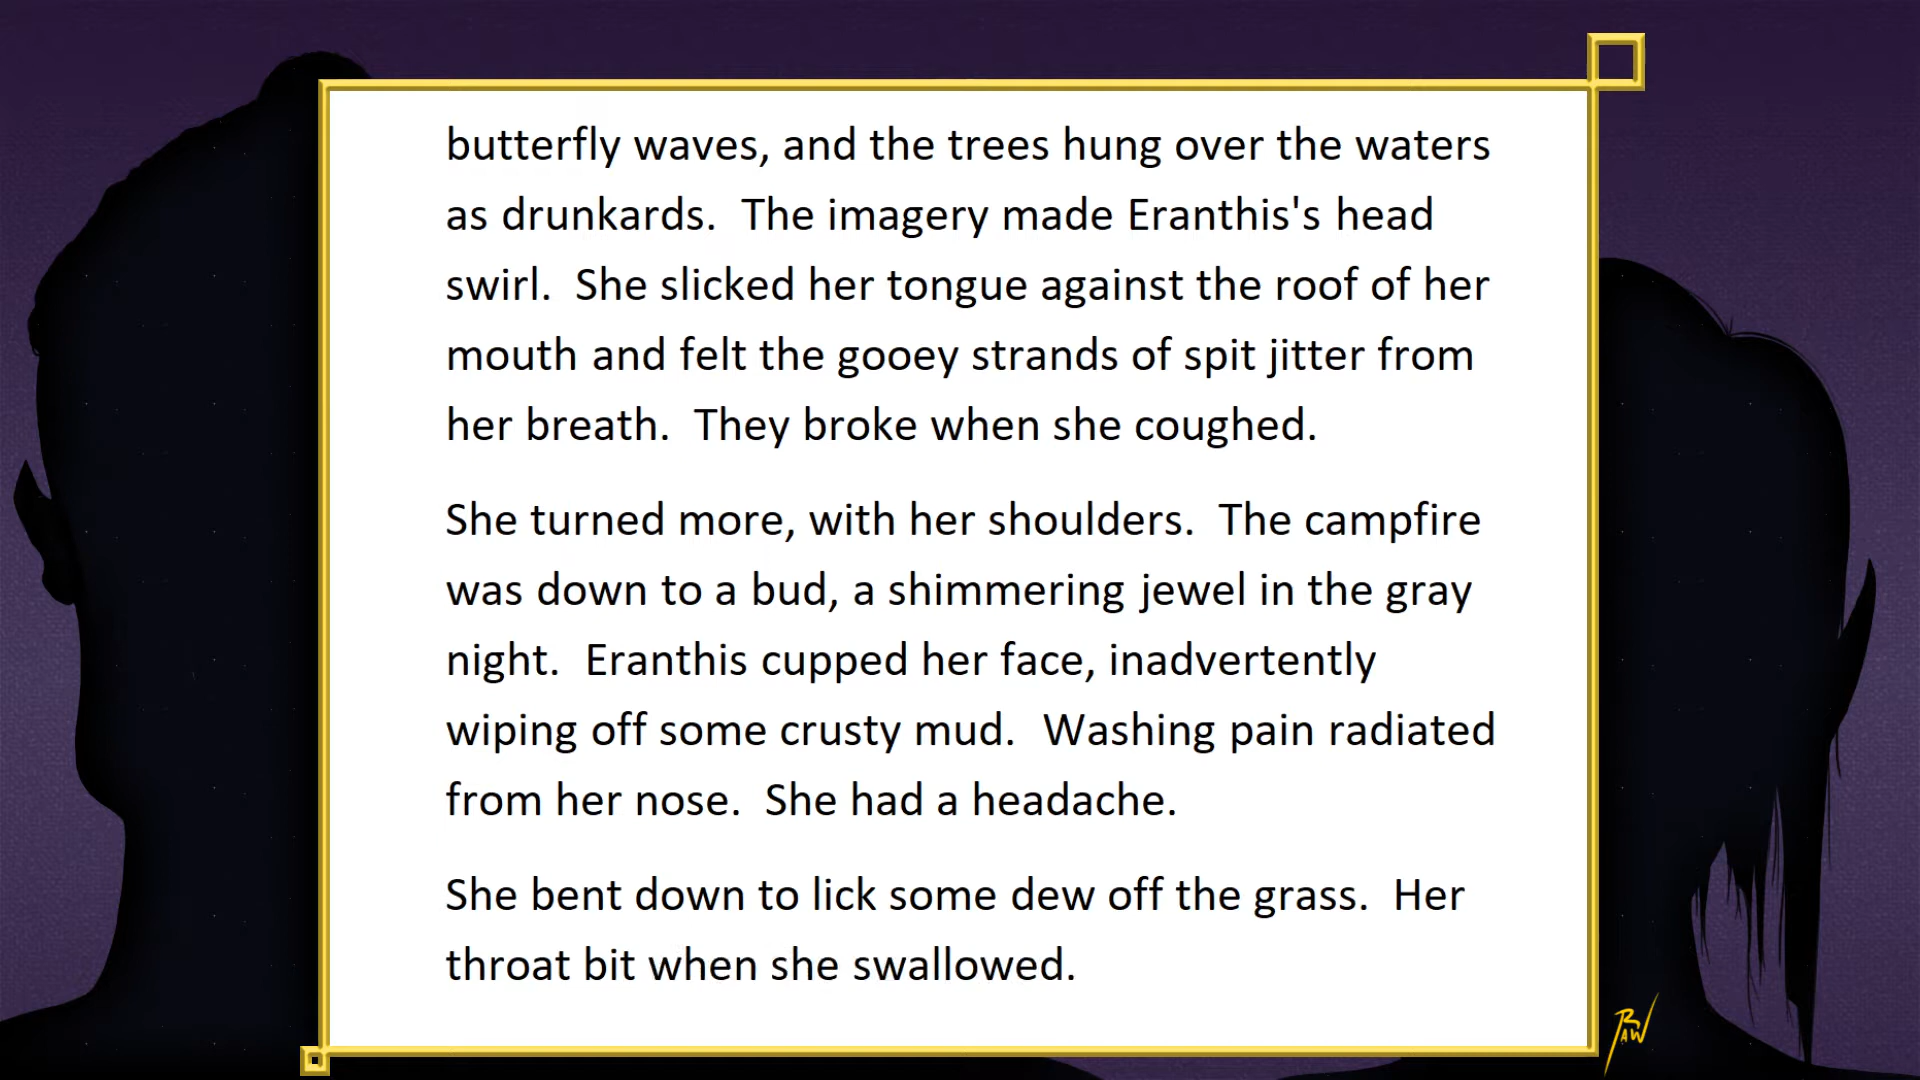 butterfly waves, and the trees hung over the waters
as drunkards.  The imagery made Eranthis's head
swirl.  She slicked her tongue against the roof of her
mouth and felt the gooey strands of spit jitter from
her breath.  They broke when she coughed.
She turned more, with her shoulders.  The campfire
was down to a bud, a shimmering jewel in the gray
night.  Eranthis cupped her face, inadvertently
wiping off some crusty mud.  Washing pain radiated
from her nose.  She had a headache.
She bent down to lick some dew off the grass.  Her
throat bit when she swallowed.
RAW